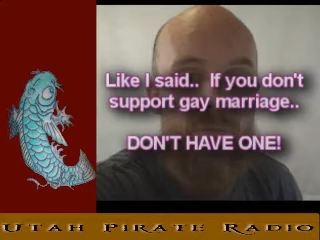 Like I said.. If you don't
support gay marriage..
DON'T HAVE ONE!
UTAH PIRATE RADIO